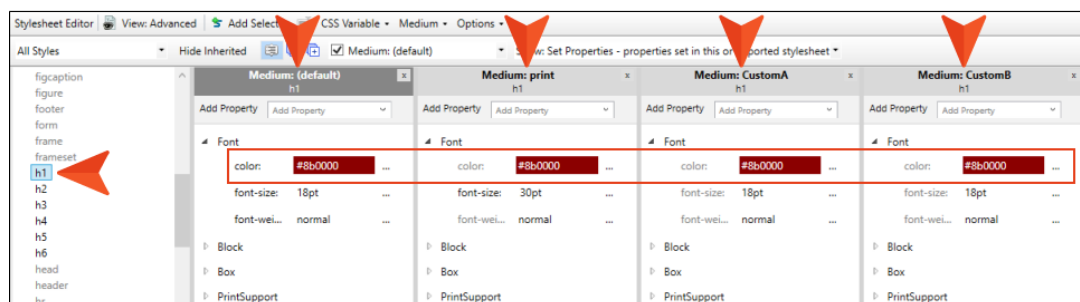 Stylesheet Editor View: Advanced Add Selec CSS Variable Medium Options
All Styles Hide Inherited Medium: (default) Set Properties - properties set in this or ported stylesheet
Medium: (default) x Medium: print x Medium: CustomA x Medium: CustomB x
h1 h1 h1 h1
Add Property Add Property Add Property Add Property Add Property Add Property Add Property Add Property
Font Font Font Font
color: #8b0000 ... color: #8b0000 ... color: #8b0000 ... color: #8b0000 ...
font-size: 18pt ... font-size: 30pt ... font-size: 18pt ... font-size: 18pt ...
font-wei... normal ... font-wei... normal ... font-wei... normal ... font-wei... normal ...
Block Block Block Block
Box Box Box Box
PrintSupport PrintSupport PrintSupport PrintSupport
figcaption
figure
footer
form
frame
frameset
h1
h2
h3
h4
h5
h6
head
header